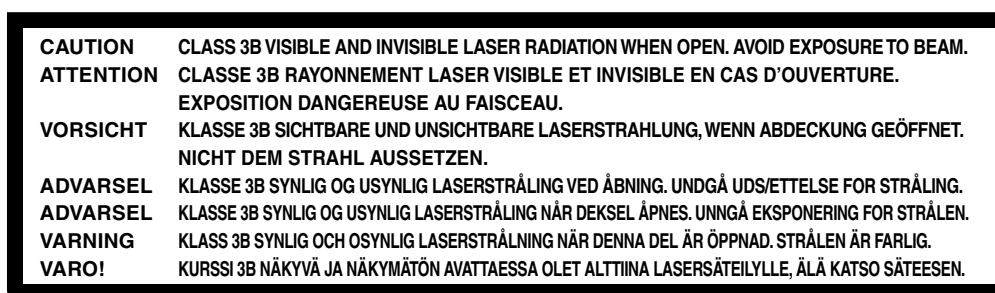 CAUTION CLASS 3B VISIBLE AND INVISIBLE LASER RADIATION WHEN OPEN. AVOID EXPOSURE TO BEAM.
ATTENTION CLASSE 3B RAYONNEMENT LASER VISIBLE ET INVISIBLE EN CAS D’OUVERTURE.
EXPOSITION DANGEREUSE AU FAISCEAU.
VORSICHT KLASSE 3B SICHTBARE UND UNSICHTBARE LASERSTRAHLUNG, WENN ABDECKUNG GEÖFFNET.
NICHT DEM STRAHL AUSSETZEN.
ADVARSEL KLASSE 3B SYNLIG OG USYNLIG LASERSTRÅLING VED ÅBNING. UNDGÅ UDS/ETTELSE FOR STRÅLING.
ADVARSEL KLASSE 3B SYNLIG OG USYNLIG LASERSTRÅLING NÅR DEKSEL ÅPNES. UNNGÅ EKSPONERING FOR STRÅLEN.
VARNING KLASS 3B SYNLIG OCH OSYNLIG LASERSTRÅLNING NÄR DENNA DEL ÄR ÖPPNAD. STRÅLEN ÄR FARLIG.
VARO! KURSSI 3B NÄKYVÄ JA NÄKYMÄTÖN AVATTAESSA OLET ALTTIINA LASERSÄTEILYLLE, ÄLÄ KATSO SÄTEESEN.